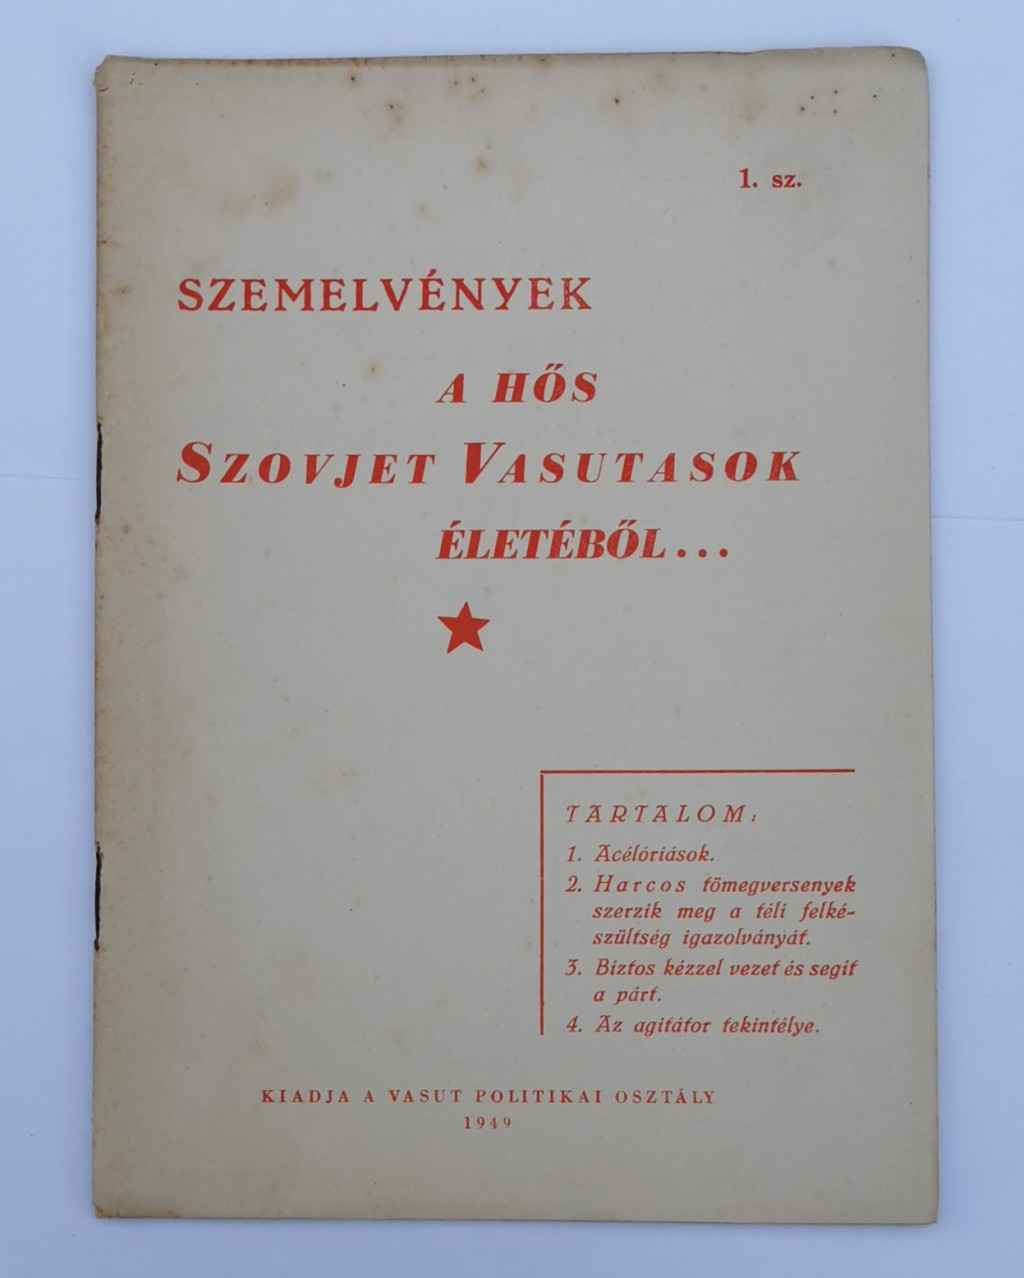 1. sz.
SZEMELVÉNYEK
A HŐS
SZOVJET VASUTASOK
ÉLETÉBŐL...
TARTALOM:
1. Acélóriások.
2. Harcos tömegversenyek
szerzik meg a téli felké-
szültség igazolványát.
3. Biztos kézzel vezet és segit
a párt.
4. Az agitátor tekintélye.
KIADJA A VASUT POLITIKAI OSZTÁLY
1949